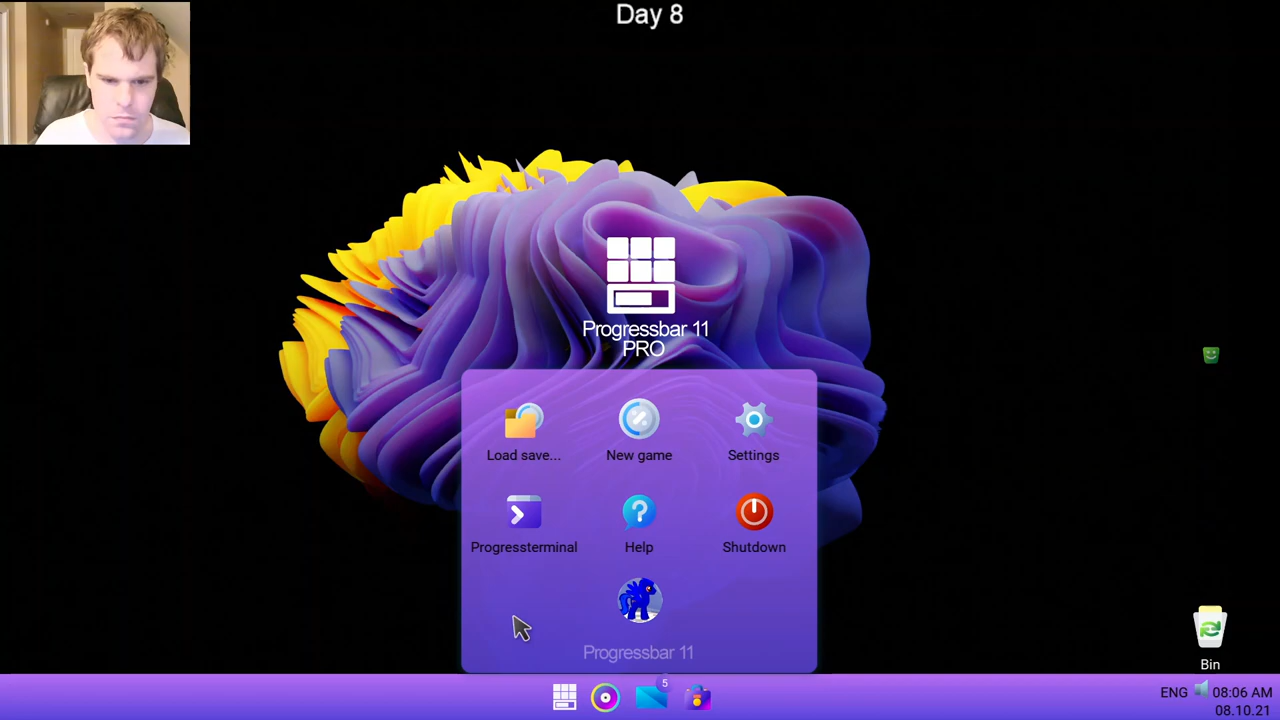 Day 8
Progressbar 11
PRO
Load save...
New game
Settings
Progressterminal
Help
Shutdown
Progressbar 11
Bin
5
ENG
08:06 AM
08.10.21